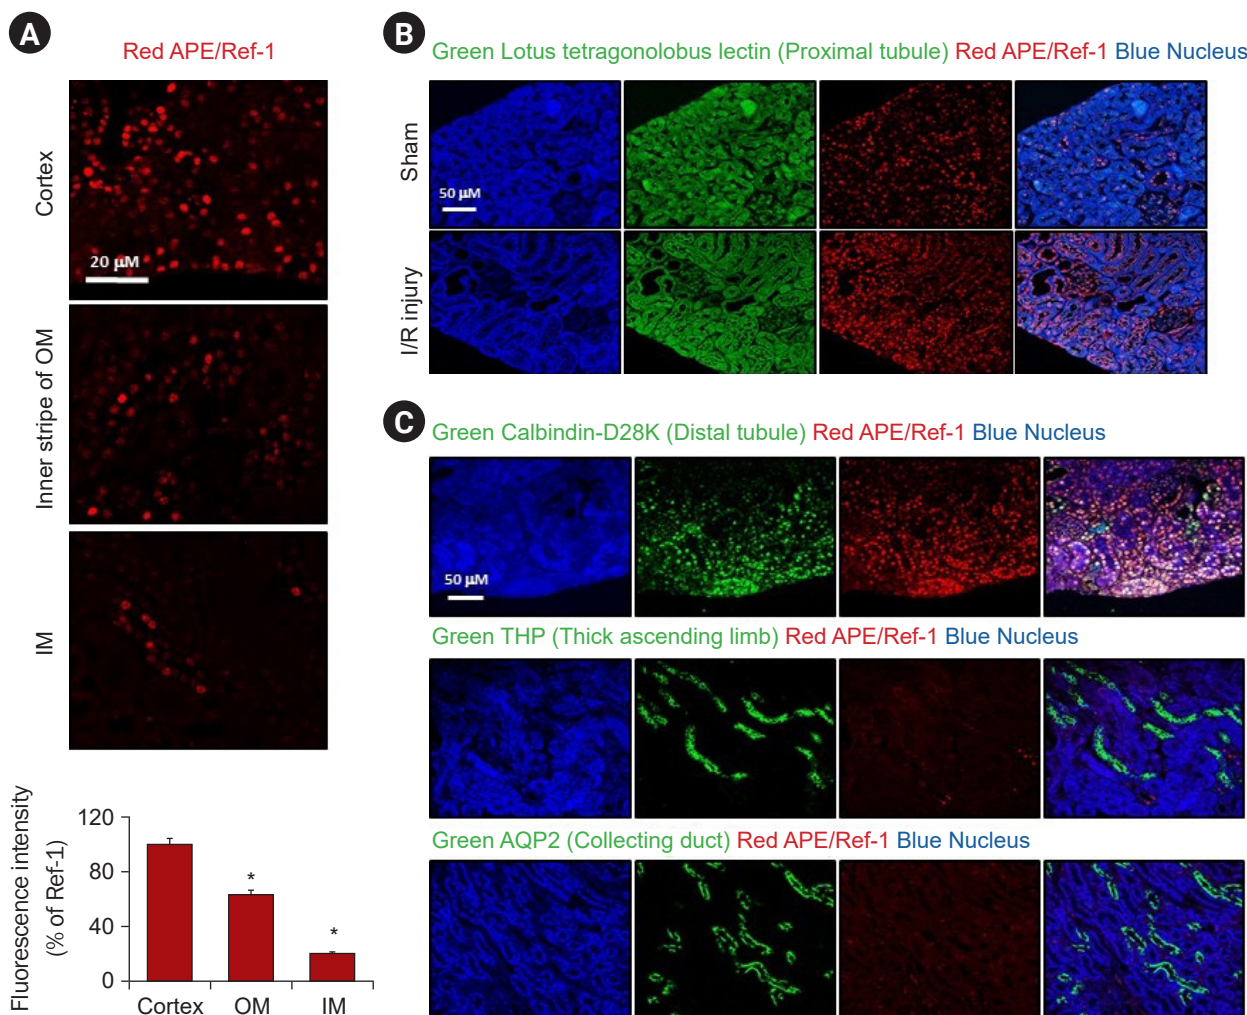 A
Red APE/Ref-1
Cortex
20 μM
Inner stripe of OM
IM
Fluorescence intensity
(% of Ref-1)
120
80
40
0
*
*
Cortex OM IM
B
Green Lotus tetragonolobus lectin (Proximal tubule) Red APE/Ref-1 Blue Nucleus
Sham
50 μM
I/R injury
C
Green Calbindin-D28K (Distal tubule) Red APE/Ref-1 Blue Nucleus
50 μM
Green THP (Thick ascending limb) Red APE/Ref-1 Blue Nucleus
Green AQP2 (Collecting duct) Red APE/Ref-1 Blue Nucleus